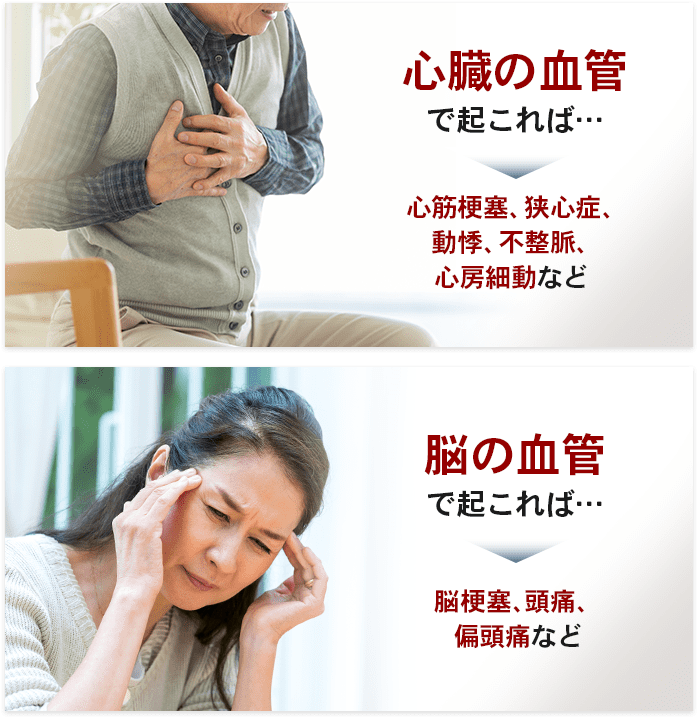 心臓の血管
で起これば…
心筋梗塞、狭心症、
動悸、不整脈、
心房細動など
脳の血管
で起これば…
脳梗塞、頭痛、
偏頭痛など